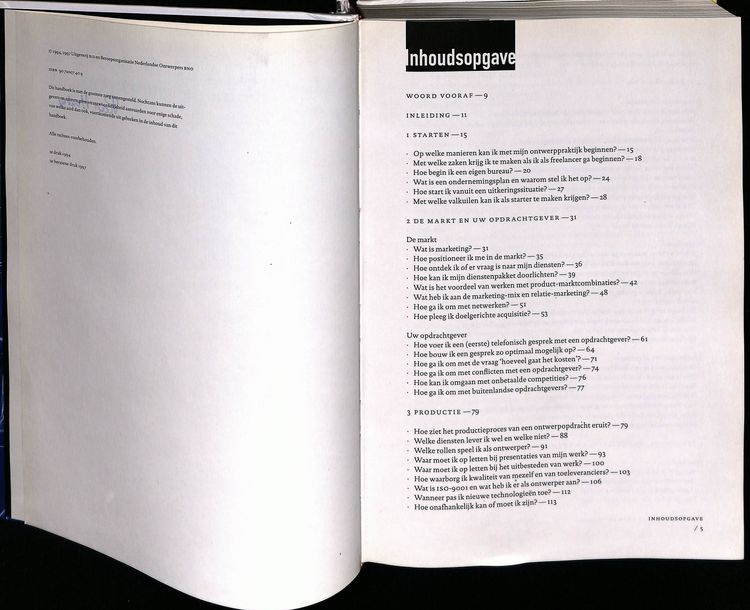 © 1994, 1997 Uitgeverij BIS en Beroepsorganisatie Nederlandse Ontwerpers BNO
ISBN 90 72007 40 9
Dit handboek is met de grootste zorg samengesteld. Nochtans kunnen de uit-
van welke aard dan ook, voortkomende uit gebreken in de inhoud van dit
handboek.
Alle rechten voorbehouden.
1e druk 1994
herziene druk 1997
Inhoudsopgave
WOORD VOORAF — 9
INLEIDING — 11
1 STARTEN — 15
· Op welke manieren kan ik met mijn ontwerppraktijk beginnen? — 15
· Met welke zaken krijg ik te maken als ik als freelancer ga beginnen? — 18
· Hoe begin ik een eigen bureau? — 20
· Wat is een ondernemingsplan en waarom stel ik het op? — 24
· Hoe start ik vanuit een uitkeringssituatie? — 27
· Met welke valkuilen kan ik als starter te maken krijgen? — 28
2 DE MARKT EN UW OPDRACHTGEVER — 31
De markt
· Wat is marketing? — 31
· Hoe positioneer ik me in de markt? — 35
· Hoe ontdek ik of er vraag is naar mijn diensten? — 36
· Hoe kan ik mijn dienstenpakket doorlichten? — 39
· Wat is het voordeel van werken met product-marktcombinaties? — 42
· Wat heb ik aan de marketing-mix en relatie-marketing? — 48
· Hoe ga ik om met netwerken? — 51
· Hoe pleeg ik doelgerichte acquisitie? — 53
Uw opdrachtgever
· Hoe voer ik een (eerste) telefonisch gesprek met een opdrachtgever? — 61
· Hoe bouw ik een gesprek zo optimaal mogelijk op? — 64
· Hoe ga ik om met de vraag 'hoeveel gaat het kosten'? — 71
· Hoe ga ik om met conflicten met een opdrachtgever? — 74
· Hoe kan ik omgaan met onbetaalde competities? — 76
· Hoe ga ik om met buitenlandse opdrachtgevers? — 77
3 PRODUCTIE — 79
· Hoe ziet het productieproces van een ontwerpopdracht eruit? — 79
· Welke diensten lever ik wel en welke niet? — 88
· Welke rollen speel ik als ontwerper? — 91
· Waar moet ik op letten bij presentaties van mijn werk? — 93
· Waar moet ik op letten bij het uitbesteden van werk? — 100
· Hoe waarborg ik kwaliteit van mezelf en van toeleveranciers? — 103
· Wat is ISO-9001 en wat heb ik er als ontwerper aan? — 106
· Wanneer pas ik nieuwe technologieën toe? — 112
· Hoe onafhankelijk kan of moet ik zijn? — 113
INHOUDSOPGAVE
/ 5